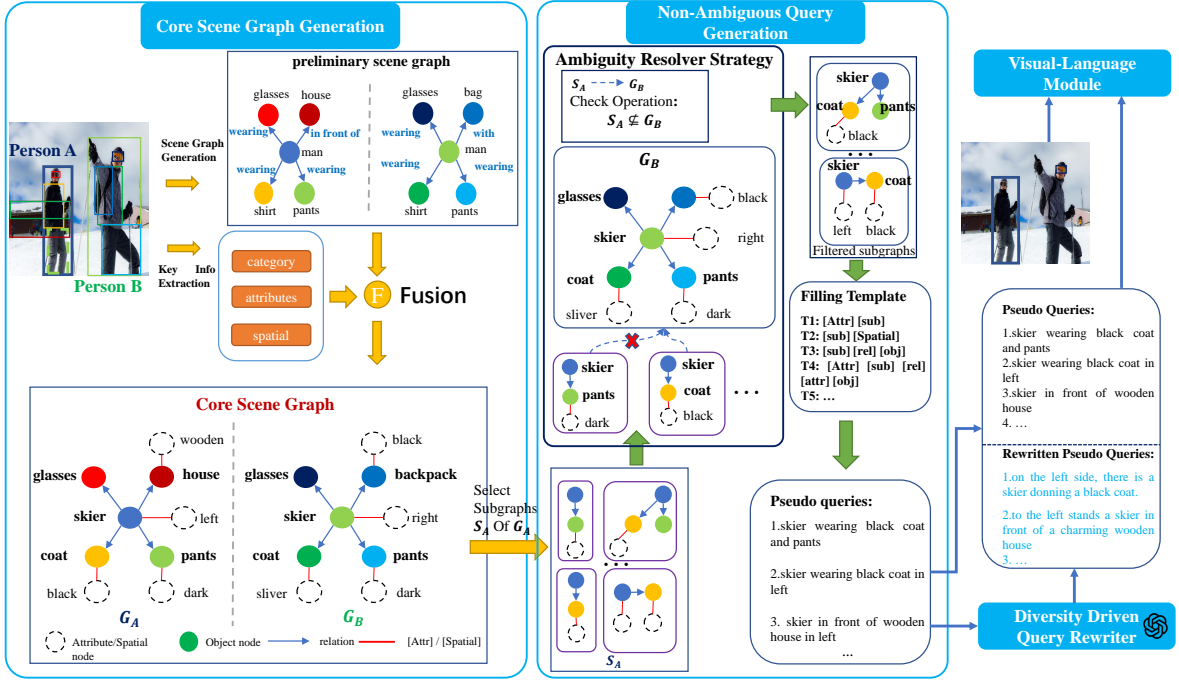 Core Scene Graph Generation
preliminary scene graph
glasses
house
wearing
in front of
man
wearing
wearing
shirt
pants
glasses
bag
wearing
with
man
wearing
wearing
shirt
pants
Person A
Person B
Scene Graph
Generation
Key Info
Extraction
category
attributes
spatial
F
Fusion
Core Scene Graph
wooden
glasses
house
skier
left
coat
pants
black
dark
G_A
black
glasses
backpack
skier
right
coat
pants
sliver
dark
G_B
Attribute/Spatial
node
Object node
relation
[Attr] / [Spatial]
Select
Subgraphs
S_A Of G_A
Non-Ambiguous Query
Generation
Ambiguity Resolver Strategy
S_A
G_B
Check Operation:
S_A ⊈ G_B
G_B
glasses
black
skier
right
coat
pants
sliver
dark
skier
pants
dark
skier
coat
black
...
...
S_A
skier
coat
pants
black
...
skier
coat
left
black
Filtered subgraphs
Filling Template
T1: [Attr] [sub]
T2: [sub] [Spatial]
T3: [sub] [rel] [obj]
T4: [Attr] [sub] [rel]
[attr] [obj]
T5: ...
Pseudo queries:
1.skier wearing black coat
and pants
2.skier wearing black coat in
left
3. skier in front of wooden
house in left
...
Visual-Language
Module
Pseudo Queries:
1.skier wearing black coat
and pants
2.skier wearing black coat in
left
3.skier in front of wooden
house
4. ...
Rewritten Pseudo Queries:
1.on the left side, there is a
skier donning a black coat.
2.to the left stands a skier in
front of a charming wooden
house
3. ...
Diversity Driven
Query Rewriter